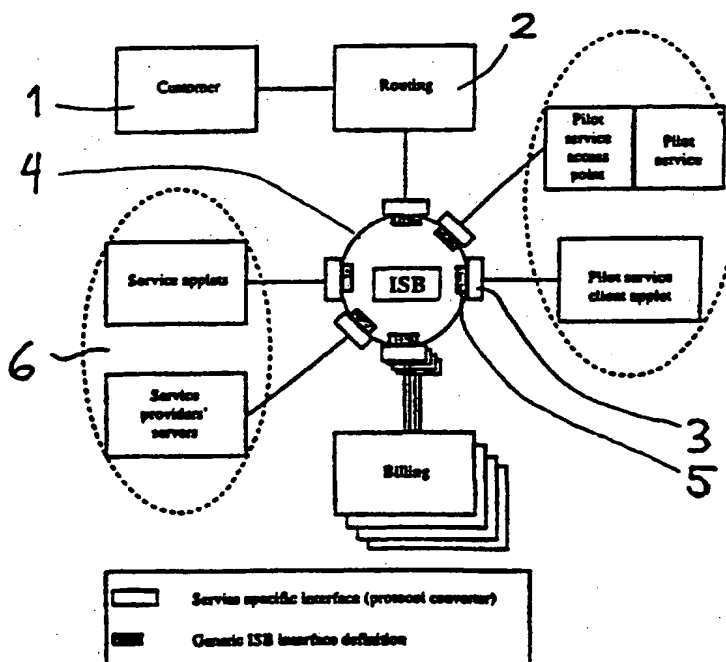 2
1
Customer
Routing
Pilot
service
access
point
Pilot
service
4
Service applets
ISB
Pilot service
client applet
6
Service
providers'
servers
3
5
Billing
Service specific interface (protocol converter)
Generic ISB interface definition